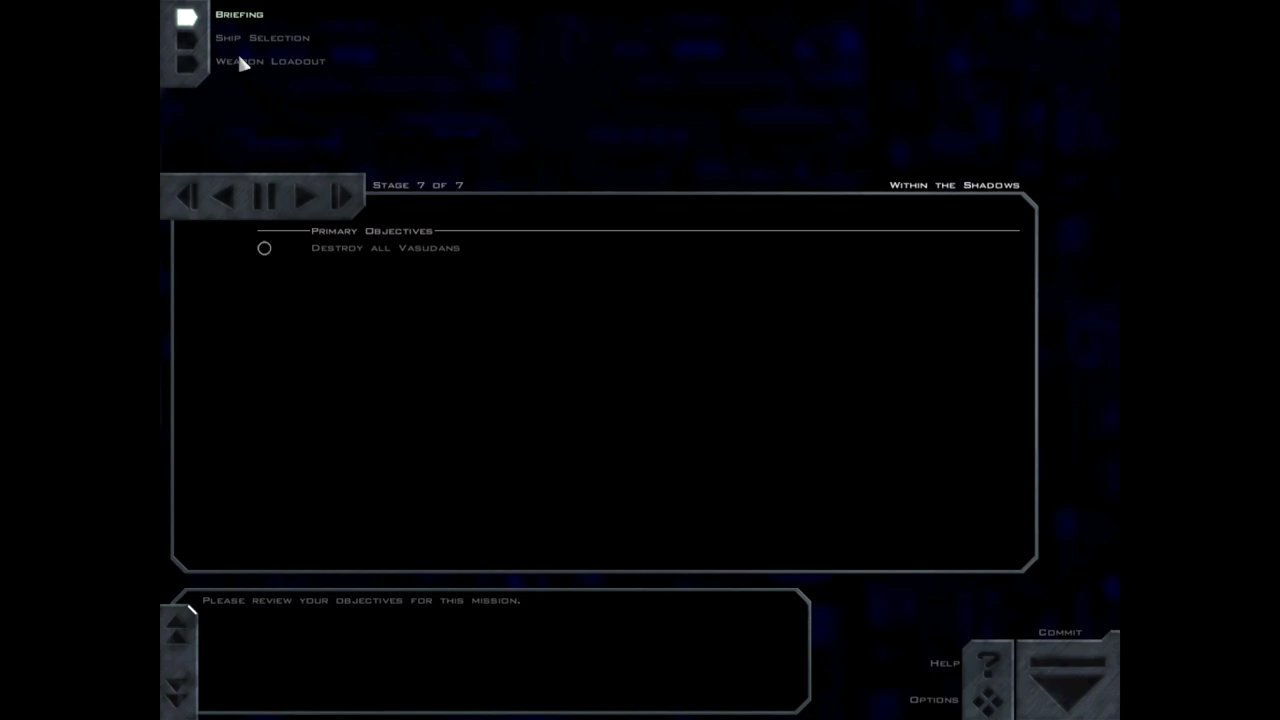 Briefing
Ship Selection
Weapon Loadout
Stage 7 of 7
Within the Shadows
Primary Objectives
Destroy all Vasudans
Please review your objectives for this mission.
Commit
Help
Options